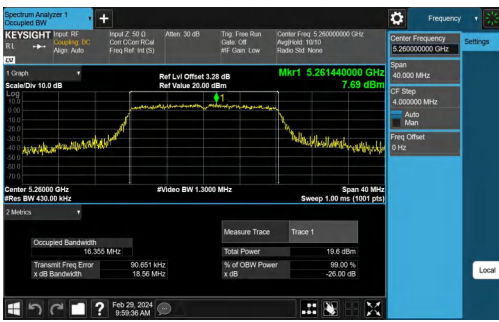 Spectrum Analyzer 1
Occupied BW
+
Frequency
KEYSIGHT
RL
Input: RF
Coupling: DC
Align: Auto
Input Z: 50 Ω
Corr CCorr RCal
Freq Ref: Int (S)
Atten: 30 dB
Trig: Free Run
Gate: Off
#IF Gain: Low
Center Freq: 5.260000000 GHz
Avg|Hold: 10/10
Radio Std: None
LV
Center Frequency
5.260000000 GHz
Settings
Span
40.000 MHz
CF Step
4.000000 MHz
Auto
Man
Freq Offset
0 Hz
1 Graph
Scale/Div 10.0 dB
Ref Lvl Offset 3.28 dB
Ref Value 20.00 dBm
Mkr1 5.261440000 GHz
7.69 dBm
Log
10.0
0.00
-10.0
-20.0
-30.0
-40.0
-50.0
-60.0
-70.0
1
Center 5.26000 GHz
#Res BW 430.00 kHz
#Video BW 1.3000 MHz
Span 40 MHz
Sweep 1.00 ms (1001 pts)
2 Metrics
Measure Trace
Trace 1
Occupied Bandwidth
16.355 MHz
Total Power
19.6 dBm
Transmit Freq Error
90.651 kHz
% of OBW Power
99.00 %
x dB Bandwidth
18.56 MHz
x dB
-26.00 dB
Local
?
Feb 29, 2024
9:59:36 AM